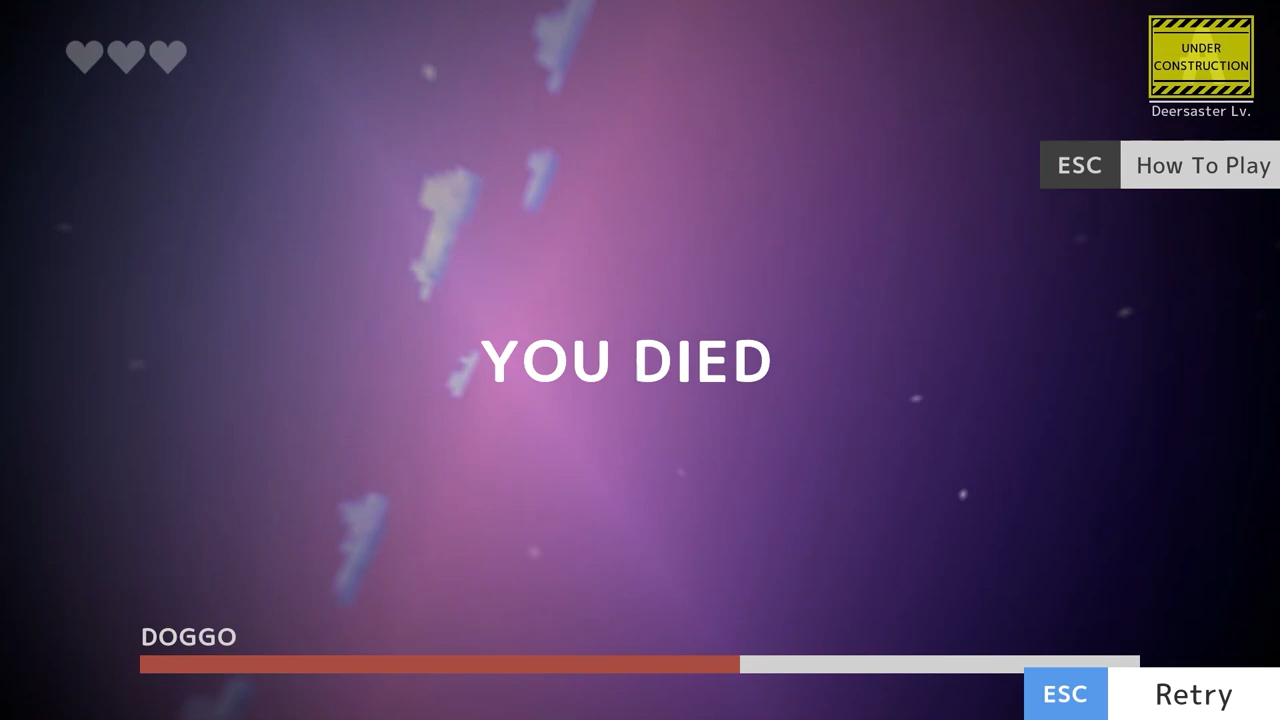 UNDER
CONSTRUCTION
Deersaster Lv.
ESC How To Play
YOU DIED
DOGGO
ESC Retry